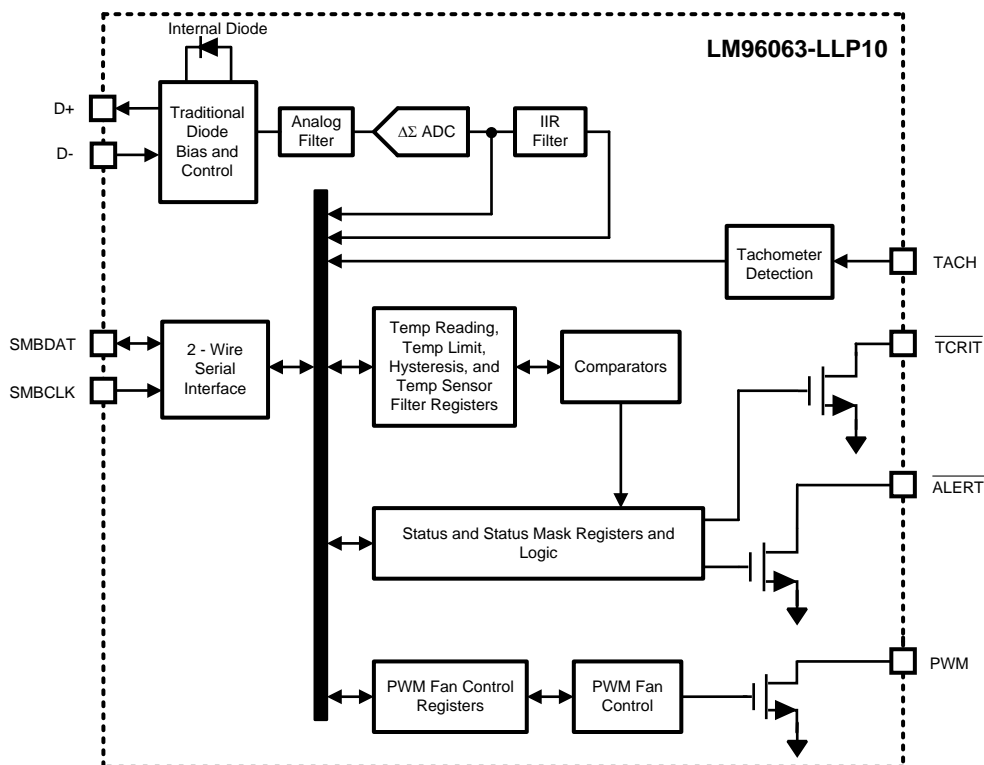 Internal Diode
LM96063-LLP10
D+
D-
Traditional
Diode
Bias and
Control
Analog
Filter
ΔΣ ADC
IIR
Filter
Tachometer
Detection
TACH
SMBDAT
SMBCLK
2 - Wire
Serial
Interface
Temp Reading,
Temp Limit,
Hysteresis, and
Temp Sensor
Filter Registers
Comparators
TCRIT
ALERT
Status and Status Mask Registers and
Logic
PWM Fan Control
Registers
PWM Fan
Control
PWM